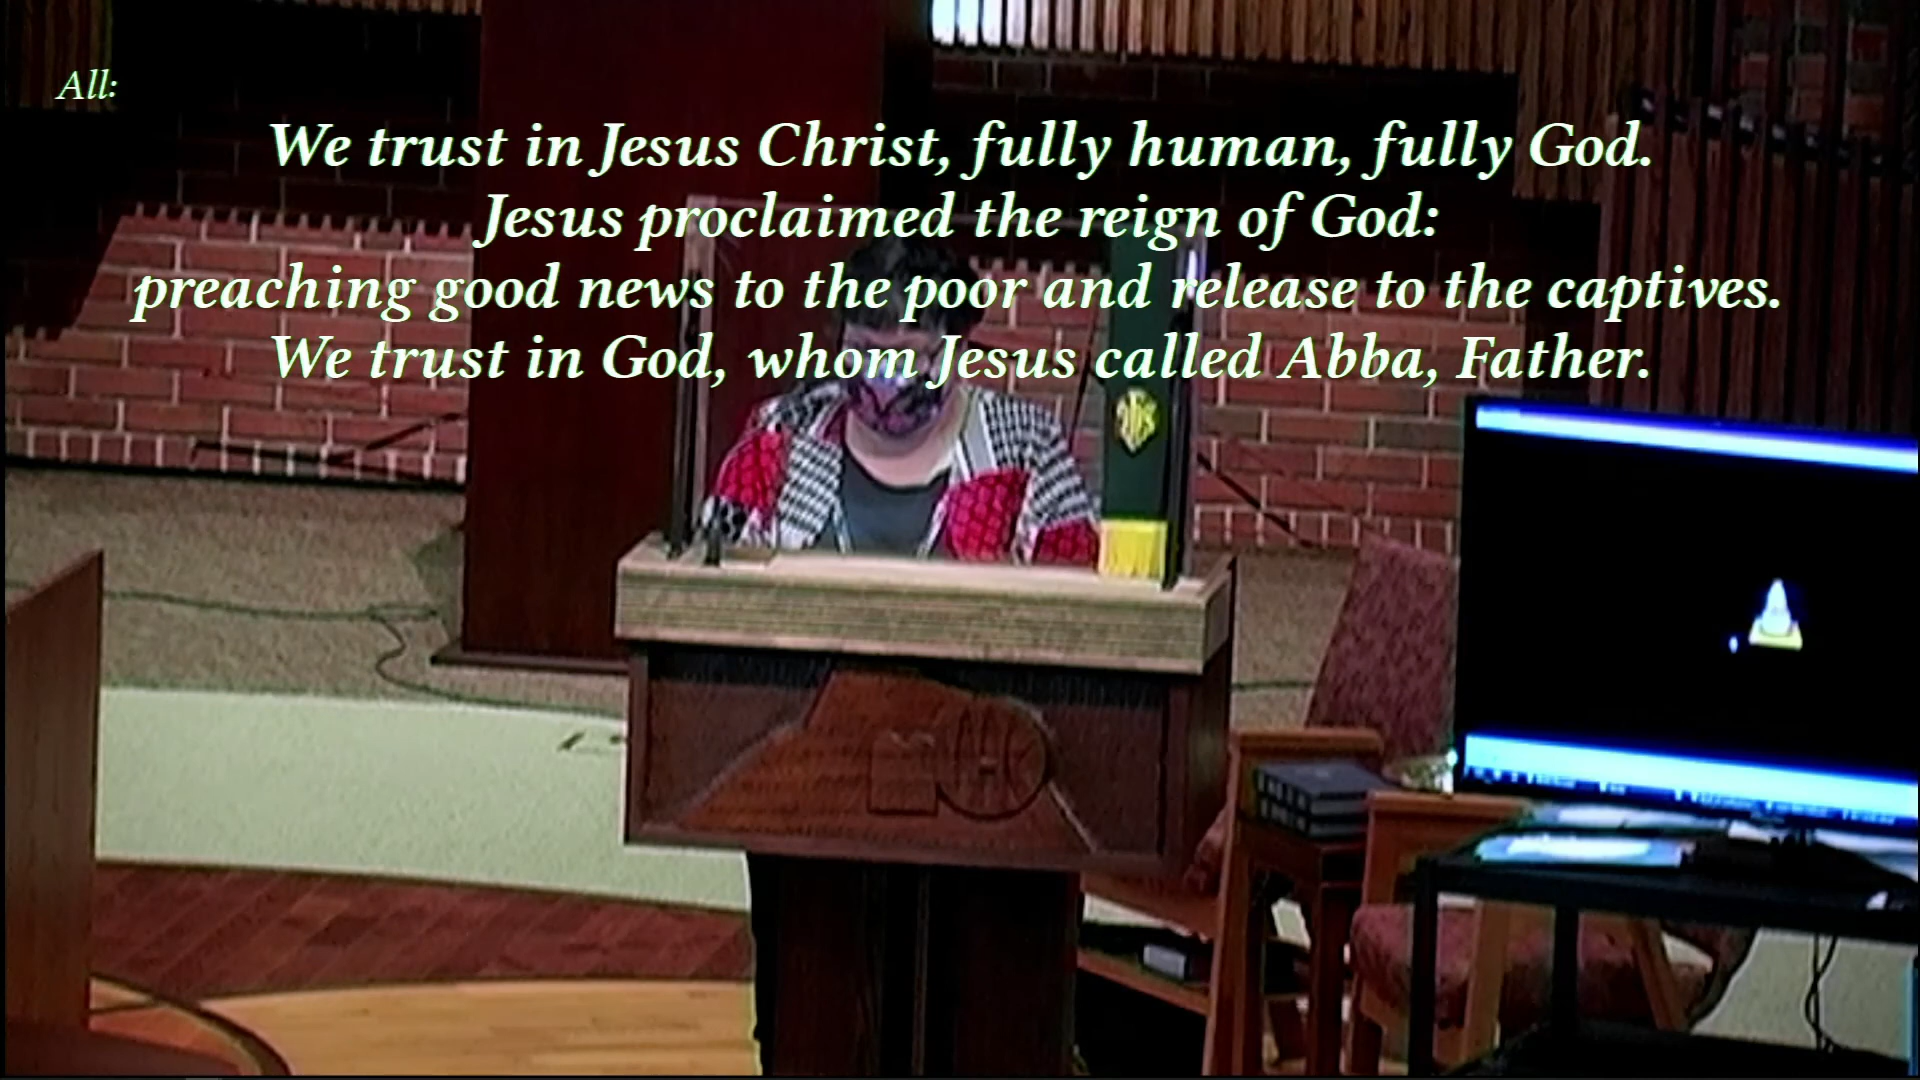 All:
We trust in Jesus Christ, fully human, fully God.
Jesus proclaimed the reign of God:
preaching good news to the poor and release to the captives.
We trust in God, whom Jesus called Abba, Father.